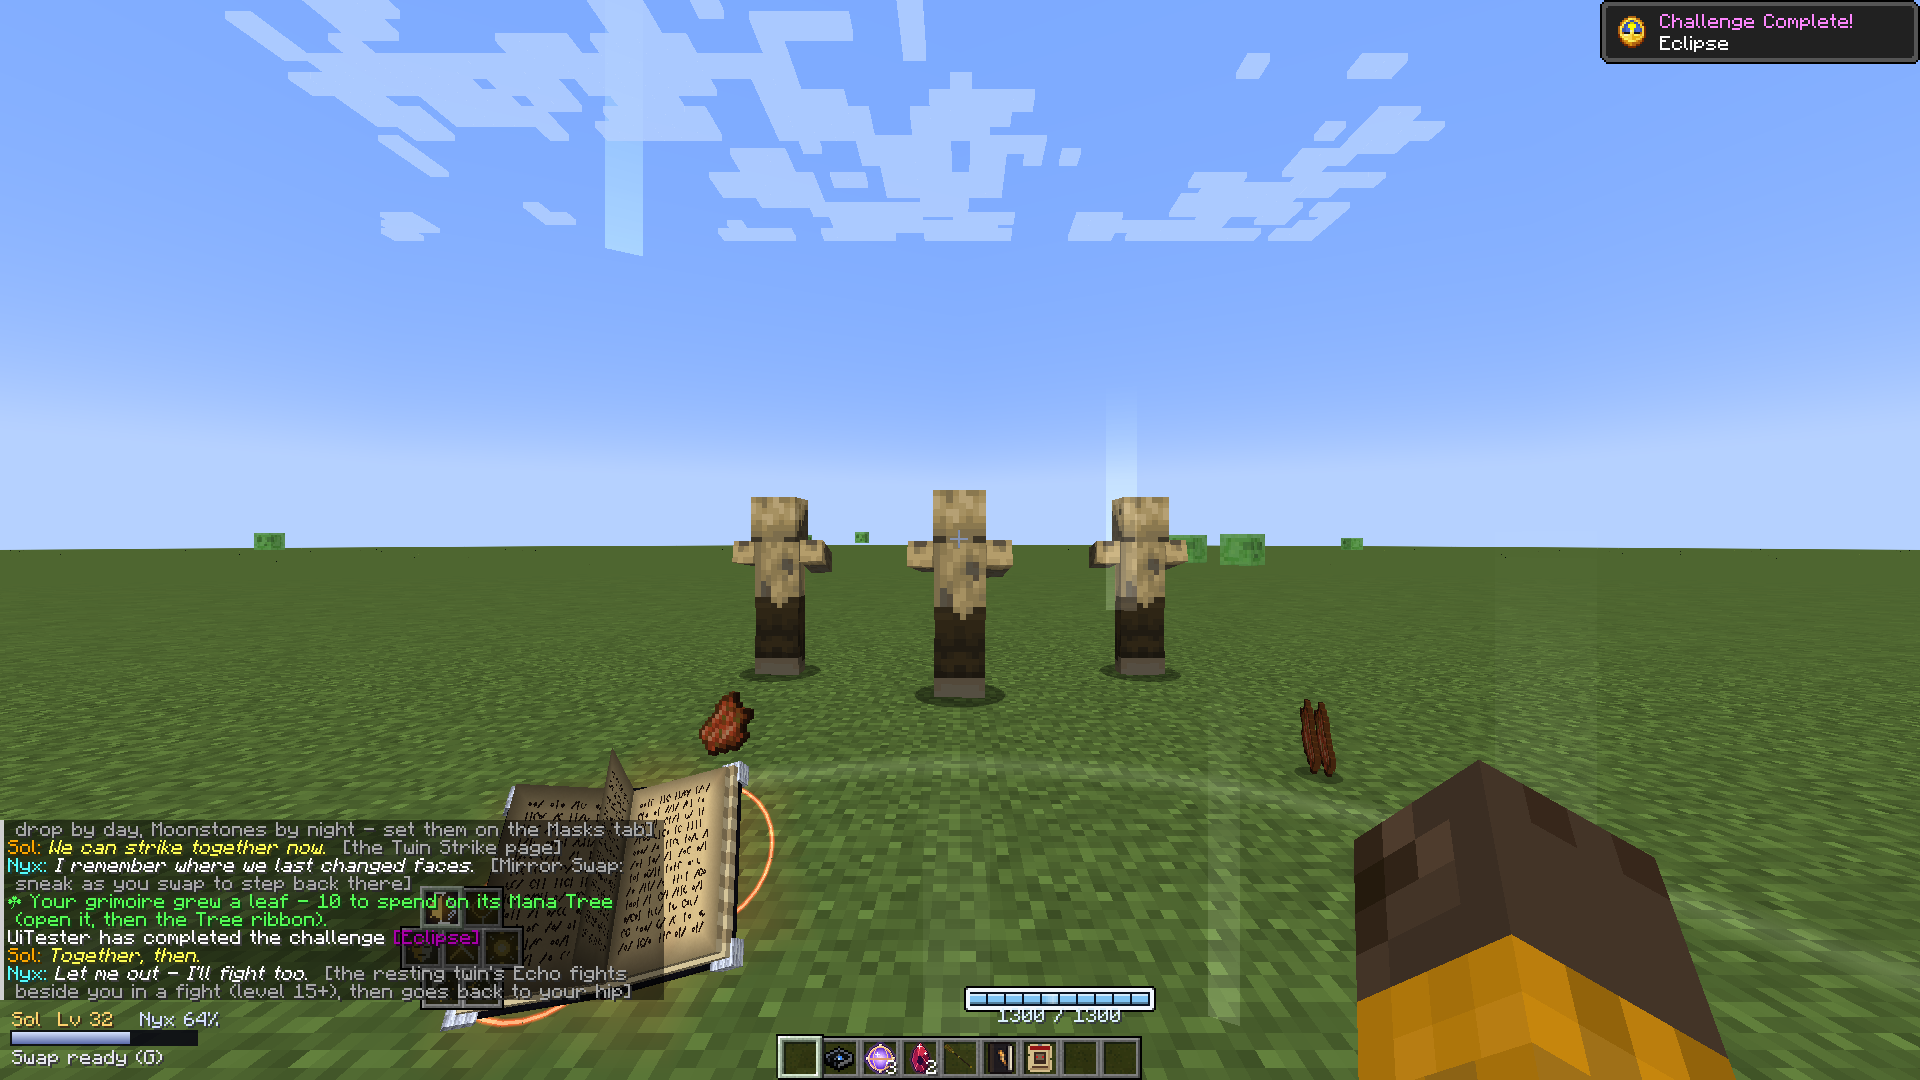 Challenge Complete!
Eclipse
drop by day, Moonstones by night – set them on the Masks tab]
Sol: We can strike together now. [the Twin Strike page]
Nyx: I remember where we last changed faces. [Mirror Swap:
sneak as you swap to step back there]
☘ Your grimoire grew a leaf – 10 to spend on its Mana Tree
(open it, then the Tree ribbon).
UiTester has completed the challenge [Eclipse]
Sol: Together, then.
Nyx: Let me out – I'll fight too. [the resting twin's Echo fights
beside you in a fight (level 15+), then goes back to your hip]
Sol Lv 32 Nyx 64%
Swap ready (G)
1300 / 1300
3
2